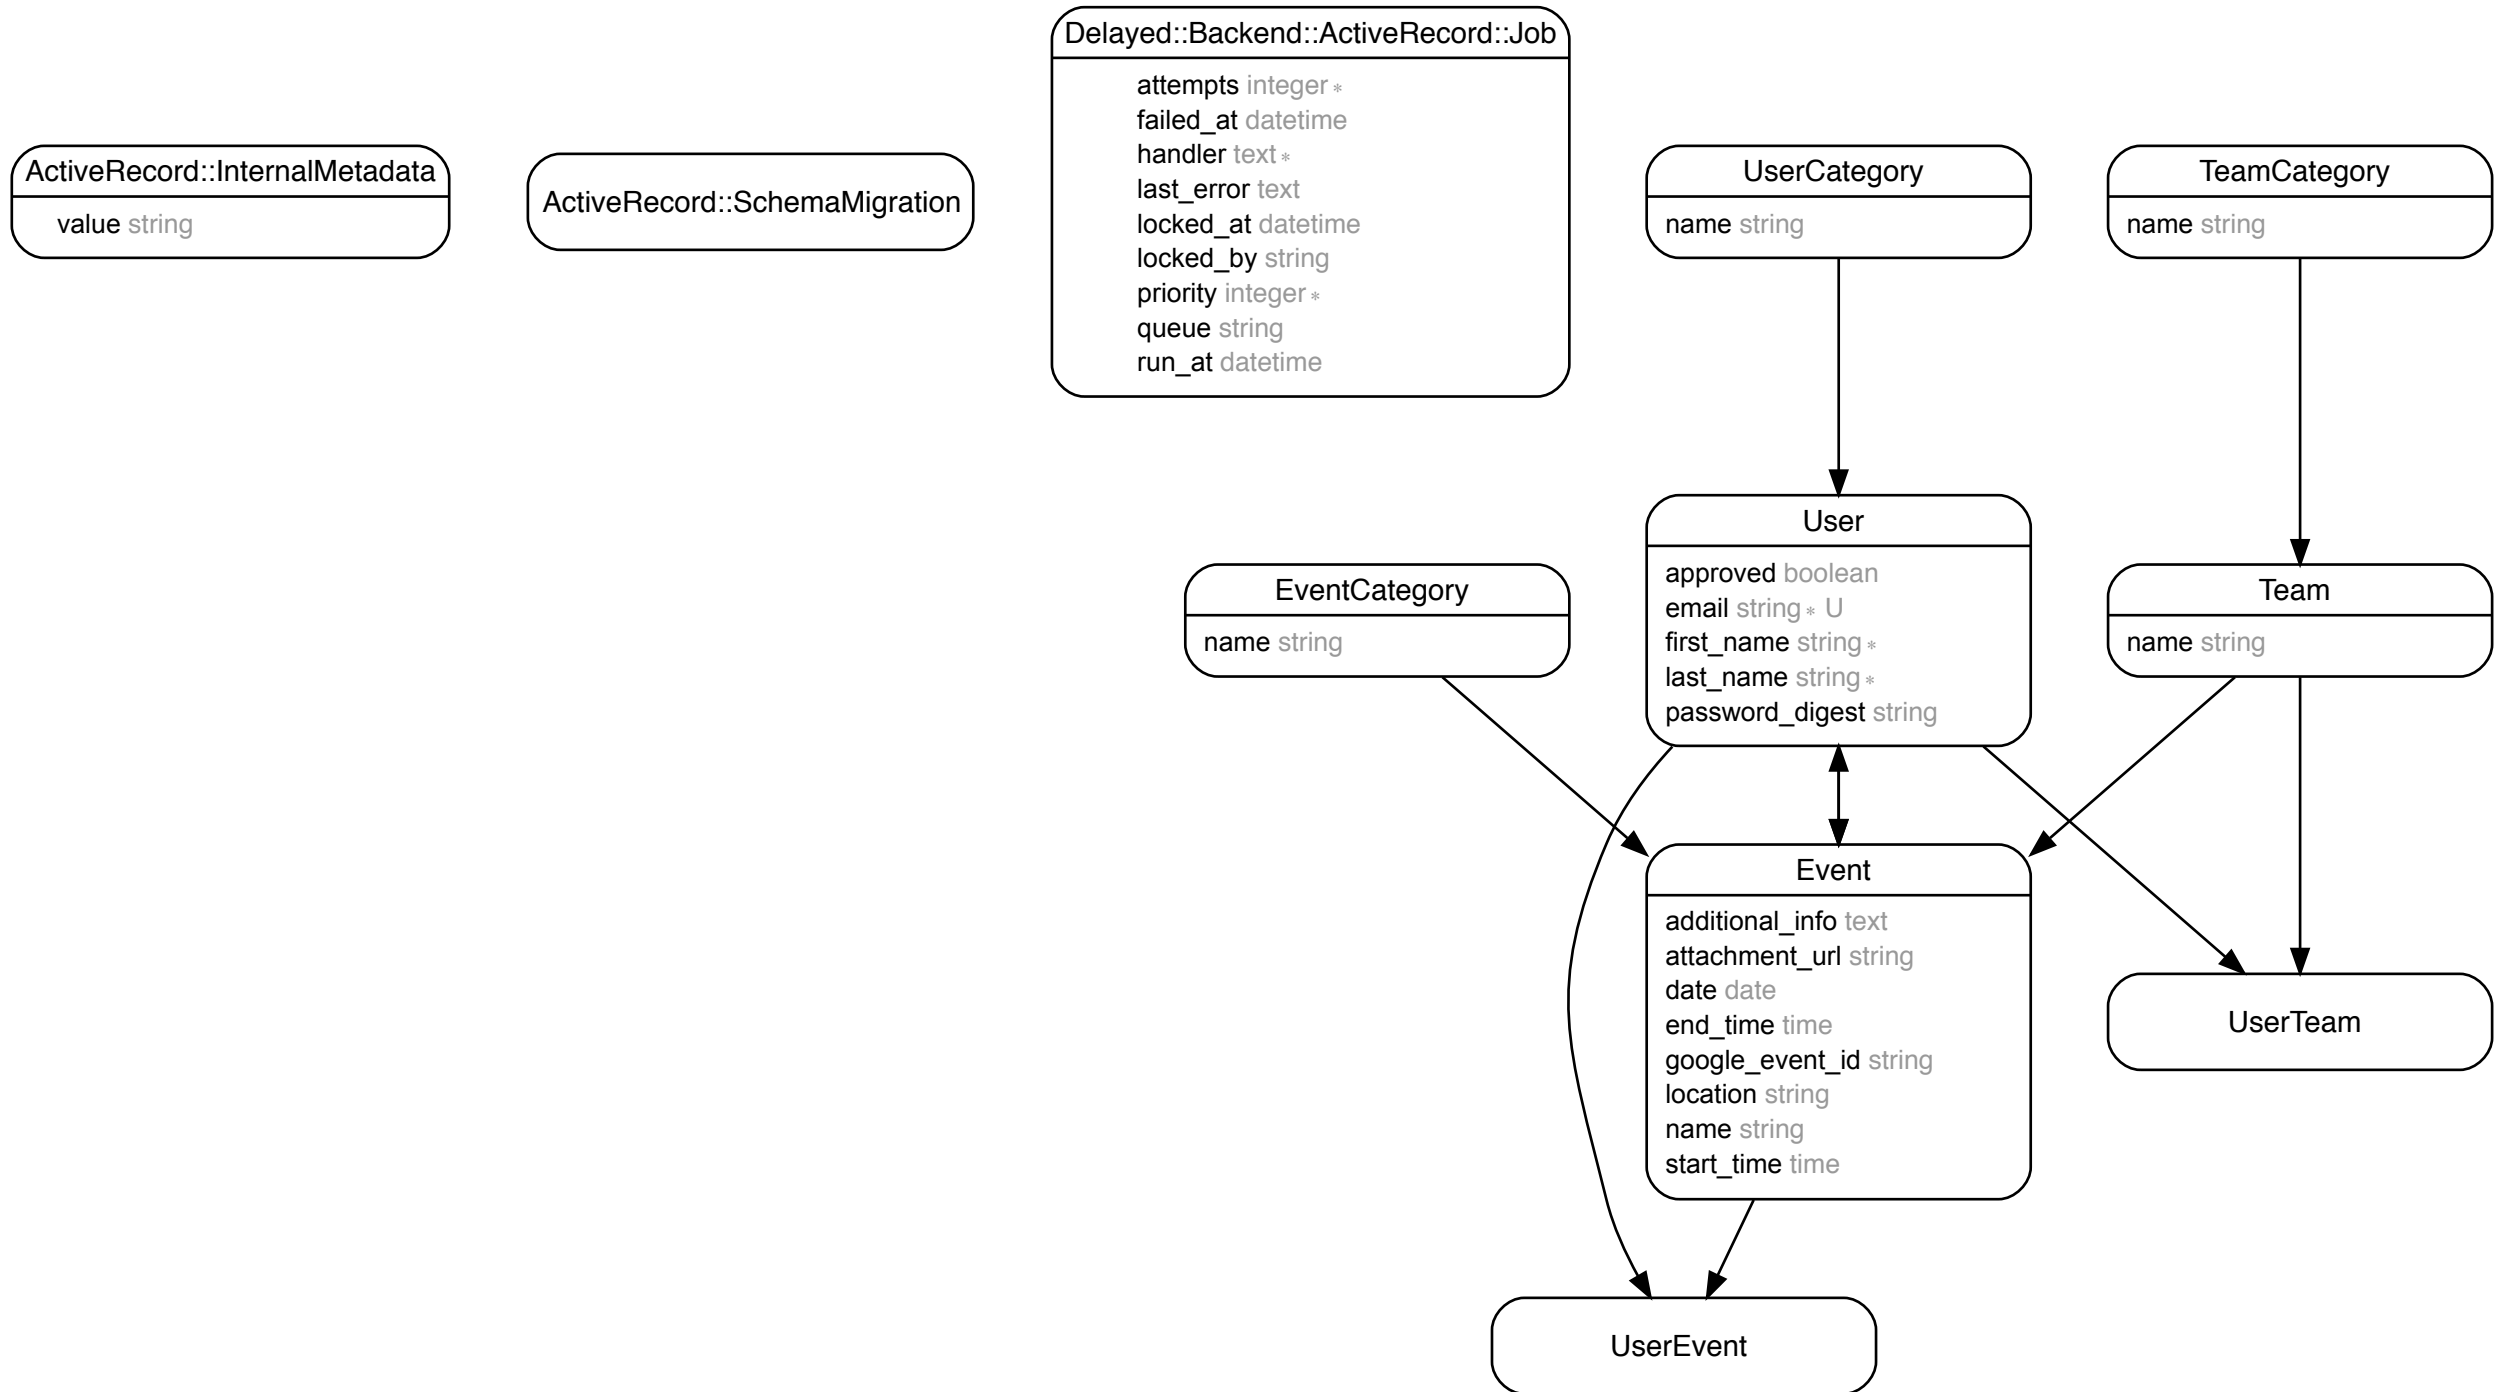 Delayed::Backend::ActiveRecord::Job
attempts integer ∗
failed_at datetime
handler text ∗
last_error text
locked_at datetime
locked_by string
priority integer ∗
queue string
run_at datetime
ActiveRecord::InternalMetadata
value string
ActiveRecord::SchemaMigration
UserCategory
name string
TeamCategory
name string
User
approved boolean
email string ∗ U
first_name string ∗
last_name string ∗
password_digest string
EventCategory
name string
Team
name string
Event
additional_info text
attachment_url string
date date
end_time time
google_event_id string
location string
name string
start_time time
UserTeam
UserEvent